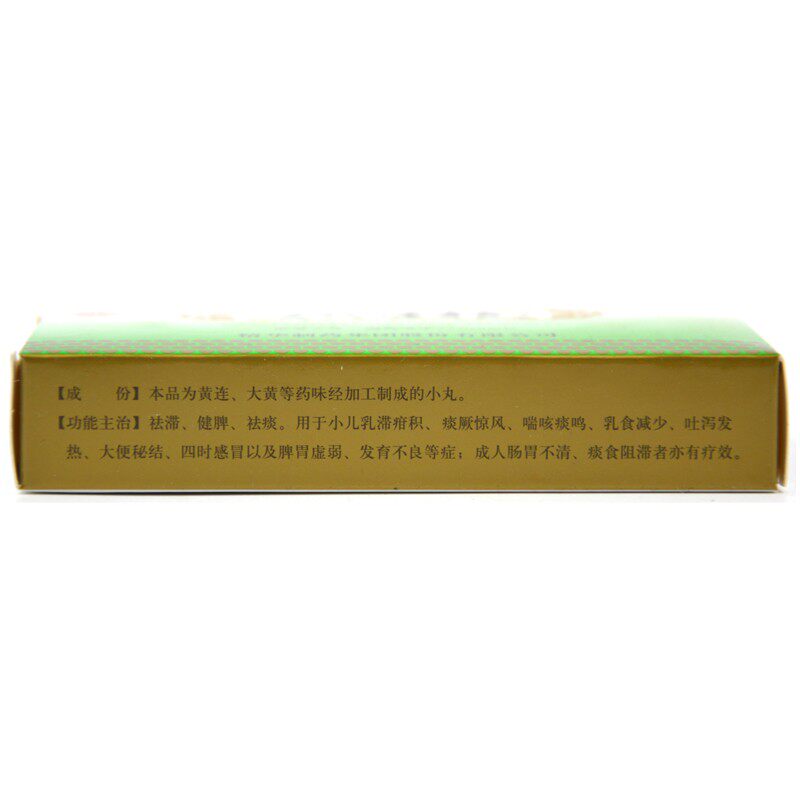 【成　份】本品为黄连、大黄等药味经加工制成的小丸。
【功能主治】祛滞、健脾、祛痰。用于小儿乳滞疳积、痰厥惊风、喘咳痰鸣、乳食减少、吐泻发
热、大便秘结、四时感冒以及脾胃虚弱、发育不良等症；成人肠胃不清、痰食阻滞者亦有疗效。